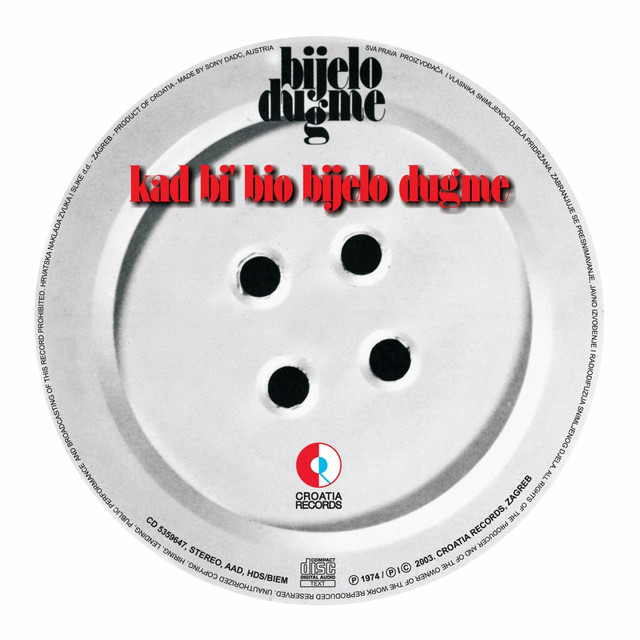 bijelo
dugme
kad bi' bio bijelo dugme
CROATIA
RECORDS
CD 5359647, STEREO, AAD, HDS/BIEM
COMPACT
disc
DIGITAL AUDIO
TEXT
℗ 1974 / ℗ I © 2003. CROATIA RECORDS, ZAGREB
SVA PRAVA PROIZVOĐAČA I VLASNIKA SNIMLJENOG DJELA PRIDRŽANA. ZABRANJUJE SE PRESNIMAVANJE, JAVNO IZVOĐENJE I RADIODIFUZIJA SNIMLJENOG DJELA. ALL RIGHTS OF THE PRODUCER AND OF THE OWNER OF THE WORK REPRODUCED RESERVED. UNAUTHORIZED COPYING, HIRING, LENDING, PUBLIC PERFORMANCE AND BROADCASTING OF THIS RECORD PROHIBITED. HRVATSKA NAKLADA ZVUKA I SLIKE d.d. - ZAGREB - PRODUCT OF CROATIA - MADE BY SONY DADC, AUSTRIA